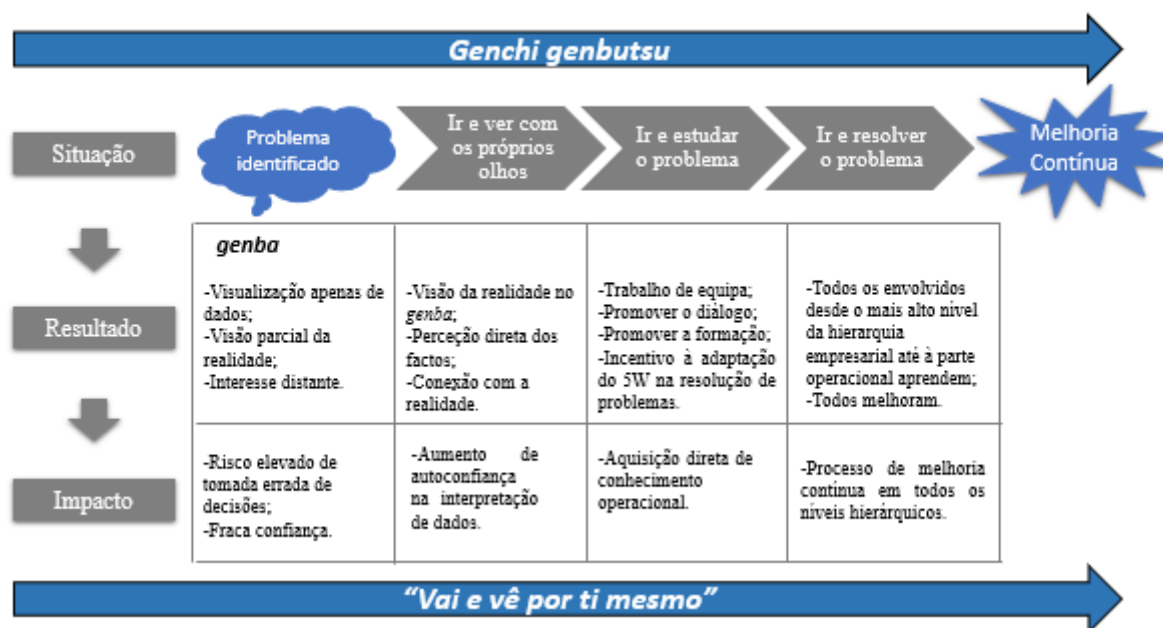 Genchi genbutsu
Situação
Problema
identificado
Ir e ver com
os próprios
olhos
Ir e estudar
o problema
Ir e resolver
o problema
Melhoria
Contínua
Resultado
genba
-Visualização apenas de
dados;
-Visão parcial da
realidade;
-Interesse distante.
-Visão da realidade no
genba;
-Perceção direta dos
factos;
-Conexão com a
realidade.
-Trabalho de equipa;
-Promover o diálogo;
-Promover a formação;
-Incentivo à adaptação
do 5W na resolução de
problemas.
-Todos os envolvidos
desde o mais alto nível
da hierarquia
empresarial até à parte
operacional aprendem;
-Todos melhoram.
Impacto
-Risco elevado de
tomada errada de
decisões;
-Fraca confiança.
-Aumento de
autoconfiança
na interpretação
de dados.
-Aquisição direta de
conhecimento
operacional.
-Processo de melhoria
contínua em todos os
níveis hierárquicos.
“Vai e vê por ti mesmo”